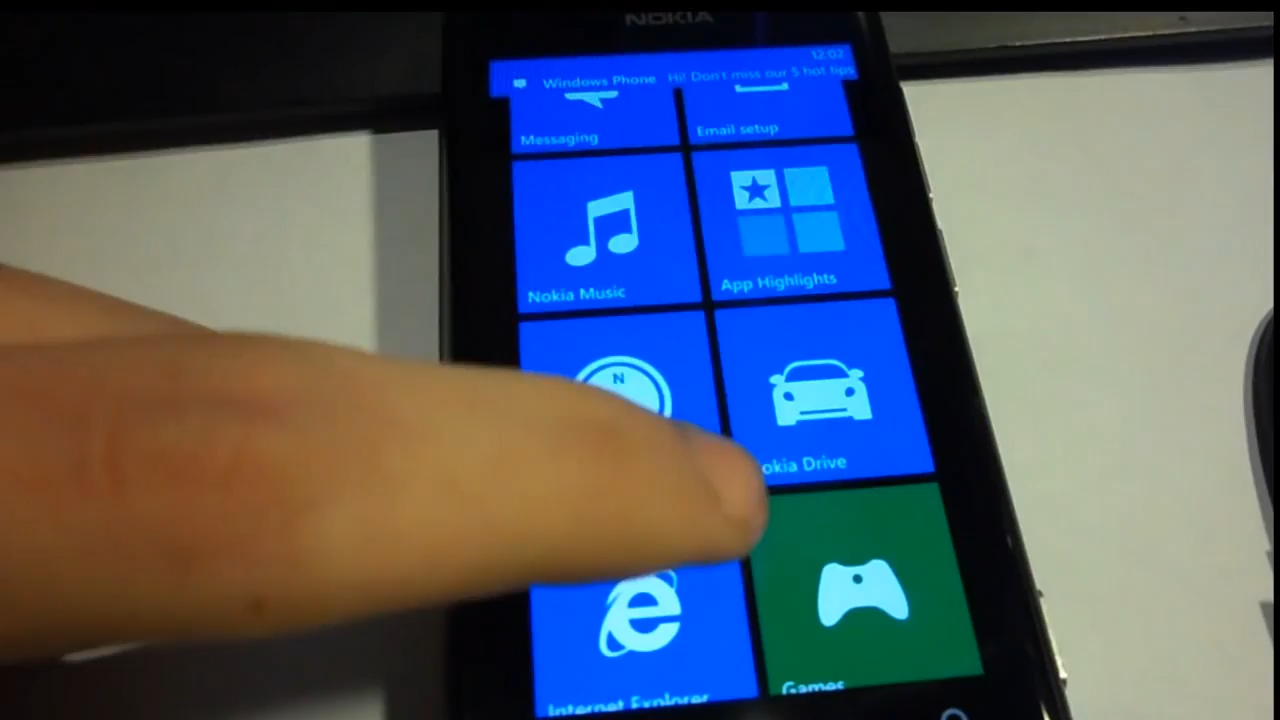 NOKIA
12:02
Windows Phone Hi! Don't miss our 5 hot tips
Messaging
Email setup
Nokia Music
App Highlights
N
okia Drive
Internet Explorer
Games